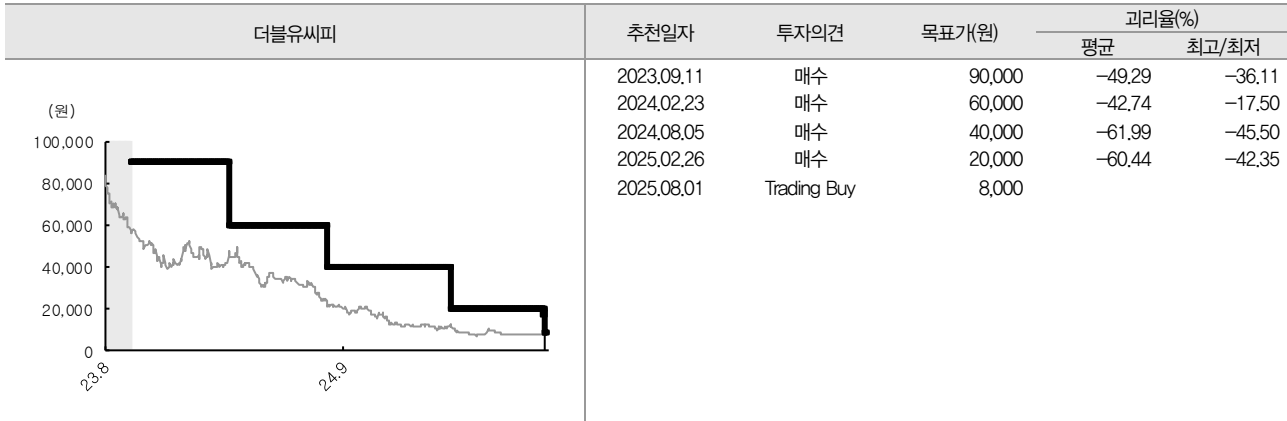 더블유씨피
추천일자 투자의견 목표가(원) 괴리율(%)
평균 최고/최저
2023.09.11 매수 90,000 -49.29 -36.11
2024.02.23 매수 60,000 -42.74 -17.50
2024.08.05 매수 40,000 -61.99 -45.50
2025.02.26 매수 20,000 -60.44 -42.35
2025.08.01 Trading Buy 8,000
(원)
100,000
80,000
60,000
40,000
20,000
0
23.8
24.9